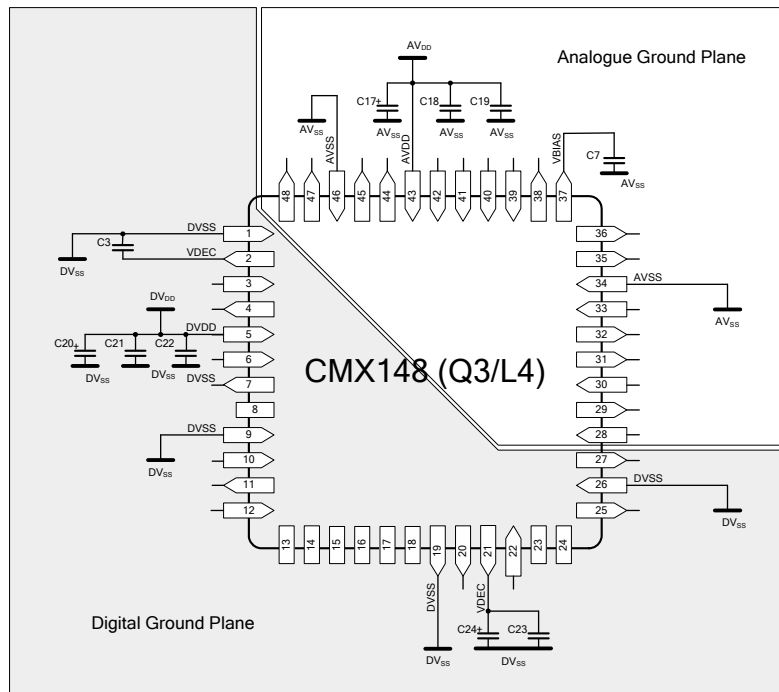 Analogue Ground Plane
AVDD
C17+
C18
C19
AVSS
AVSS
AVSS
AVSS
AVSS
AVDD
VBIAS
C7
AVSS
48
47
46
45
44
43
42
41
40
39
38
37
DVSS
C3
VDEC
DVSS
DVDD
DVDD
C20+
C21
C22
DVSS
DVSS
DVSS
DVSS
DVSS
1
2
3
4
5
6
7
8
9
10
11
12
36
35
34
33
32
31
30
29
28
27
26
25
AVSS
AVSS
CMX148 (Q3/L4)
DVSS
DVSS
13
14
15
16
17
18
19
20
21
22
23
24
DVSS
VDEC
C24+
C23
DVSS
DVSS
Digital Ground Plane